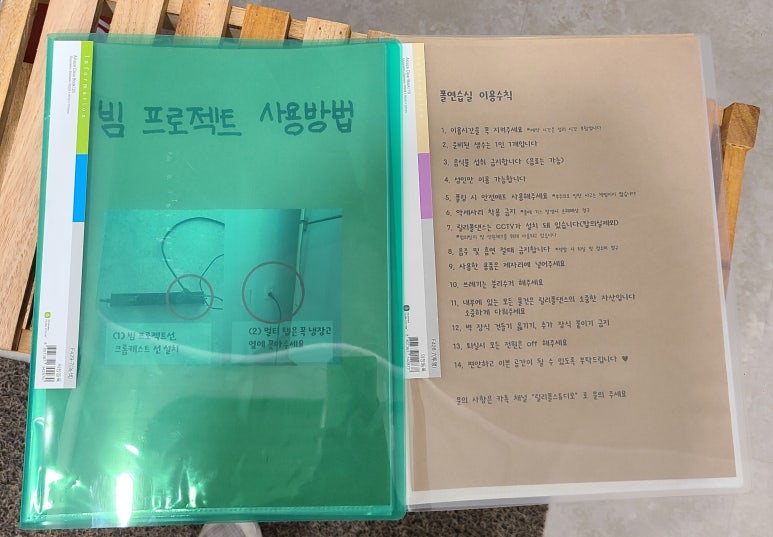 Information
빔 프로젝트 사용방법
(1) 빔 프로젝트선,
크롬캐스트 선 설치
(2) 멀티 탭은 꼭 냉장고
옆에 꽂아주세요
폴연습실 이용수칙
1. 이용시간을 꼭 지켜주세요
2. 준비된 생수는 1인 1개입니다
3. 음식물 섭취 금지합니다 (음료는 가능)
4. 성인만 이용 가능합니다
5. 폴링 시 안전매트 사용해주세요
6. 악세사리 착용 금지
7. 릴리폴댄스는 CCTV가 설치 돼 있습니다(탈의실제외)
8. 음주 및 흡연 절대 금지합니다
9. 사용한 용품은 제자리에 넣어주세요
10. 쓰레기는 분리수거 해주세요
11. 내부에 있는 모든 물건은 릴리폴댄스의 소중한 자산입니다
소중하게 다뤄주세요
12. 벽 장식 건들기 옮기기, 추가 장식 붙이기 금지
13. 퇴실시 모든 전원은 off 해주세요
14. 편안하고 이쁜 공간이 될 수 있도록 부탁드립니다 ♥
문의 사항은 카톡 채널 "릴리폴스튜디오" 로 문의 주세요